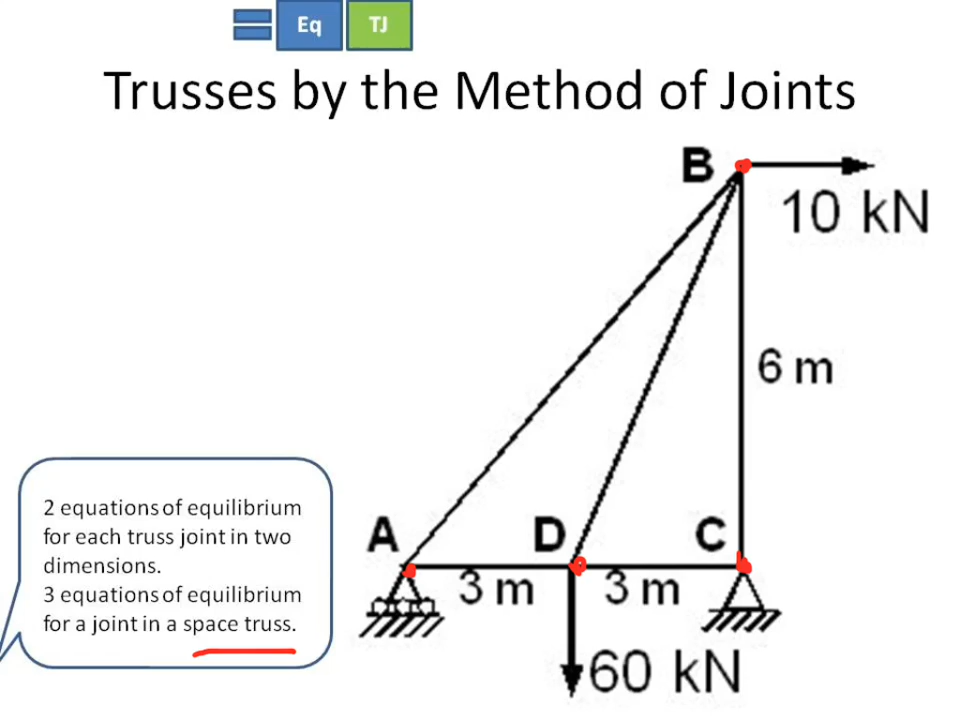 Eq TJ
Trusses by the Method of Joints
B
10 kN
6 m
2 equations of equilibrium
for each truss joint in two
dimensions.
3 equations of equilibrium
for a joint in a space truss.
A D C
3 m 3 m
60 kN